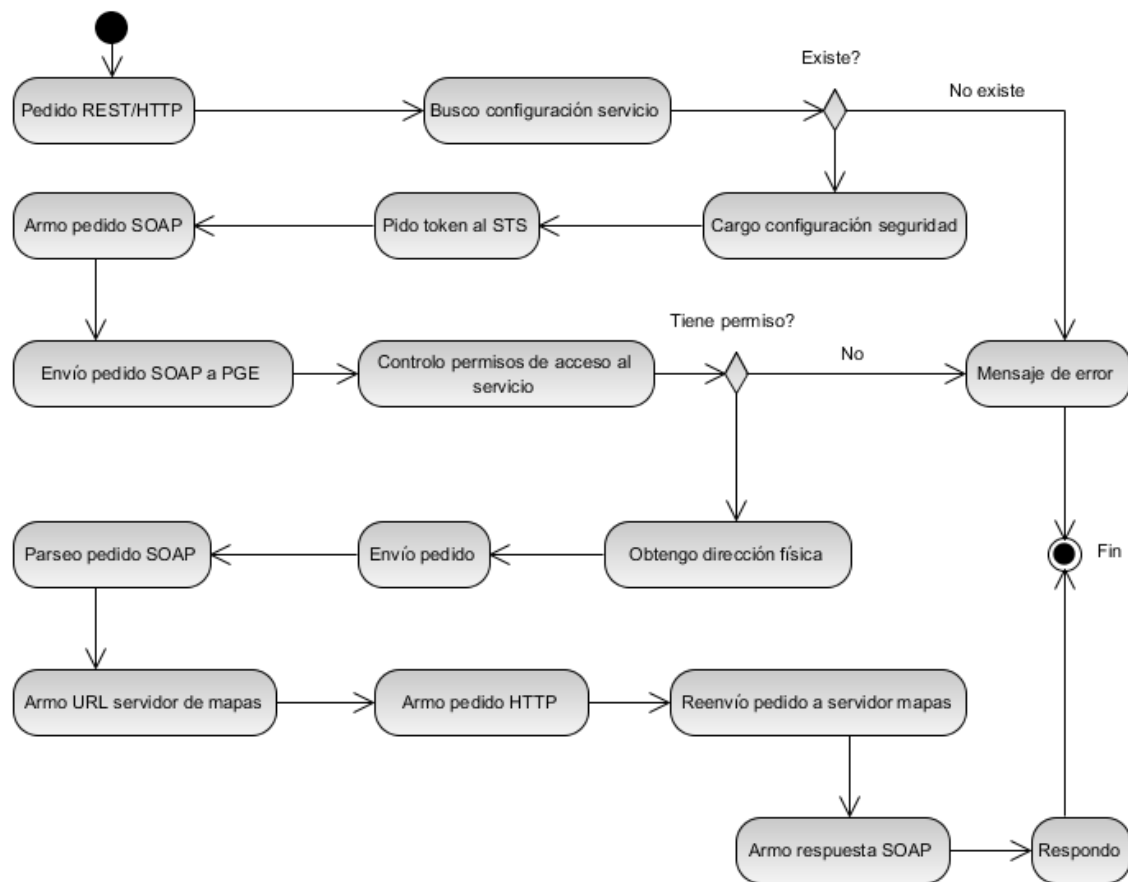 Existe?
No existe
Pedido REST/HTTP
Busco configuración servicio
Armo pedido SOAP
Pido token al STS
Cargo configuración seguridad
Tiene permiso?
No
Envío pedido SOAP a PGE
Controlo permisos de acceso al
servicio
Mensaje de error
Parseo pedido SOAP
Envío pedido
Obtengo dirección física
Fin
Armo URL servidor de mapas
Armo pedido HTTP
Reenvío pedido a servidor mapas
Armo respuesta SOAP
Respondo